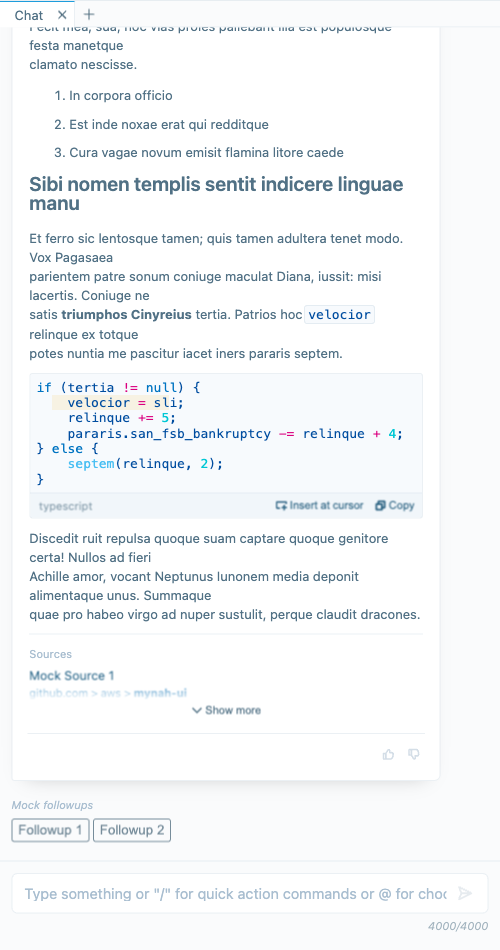 Chat
Fecit mea, sua, hoc vias proles pallebant illa est populosque
festa manetque
clamato nescisse.
1. In corpora officio
2. Est inde noxae erat qui redditque
3. Cura vagae novum emisit flamina litore caede
Sibi nomen templis sentit indicere linguae
manu
Et ferro sic lentosque tamen; quis tamen adultera tenet modo.
Vox Pagasaea
parientem patre sonum coniuge maculat Diana, iussit: misi
lacertis. Coniuge ne
satis triumphos Cinyreius tertia. Patrios hoc velocior
relinque ex totque
potes nuntia me pascitur iacet iners pararis septem.
if (tertia != null) {
    velocior = sli;
    relinque += 5;
    pararis.san_fsb_bankruptcy -= relinque + 4;
} else {
    septem(relinque, 2);
}
typescript
Insert at cursor Copy
Discedit ruit repulsa quoque suam captare quoque genitore
certa! Nullos ad fieri
Achille amor, vocant Neptunus Iunonem media deponit
alimentaque unus. Summaque
quae pro habeo virgo ad nuper sustulit, perque claudit dracones.
Sources
Mock Source 1
github.com > aws > mynah-ui
Show more
Mock followups
Followup 1 Followup 2
Type something or "/" for quick action commands or @ for choo
4000/4000